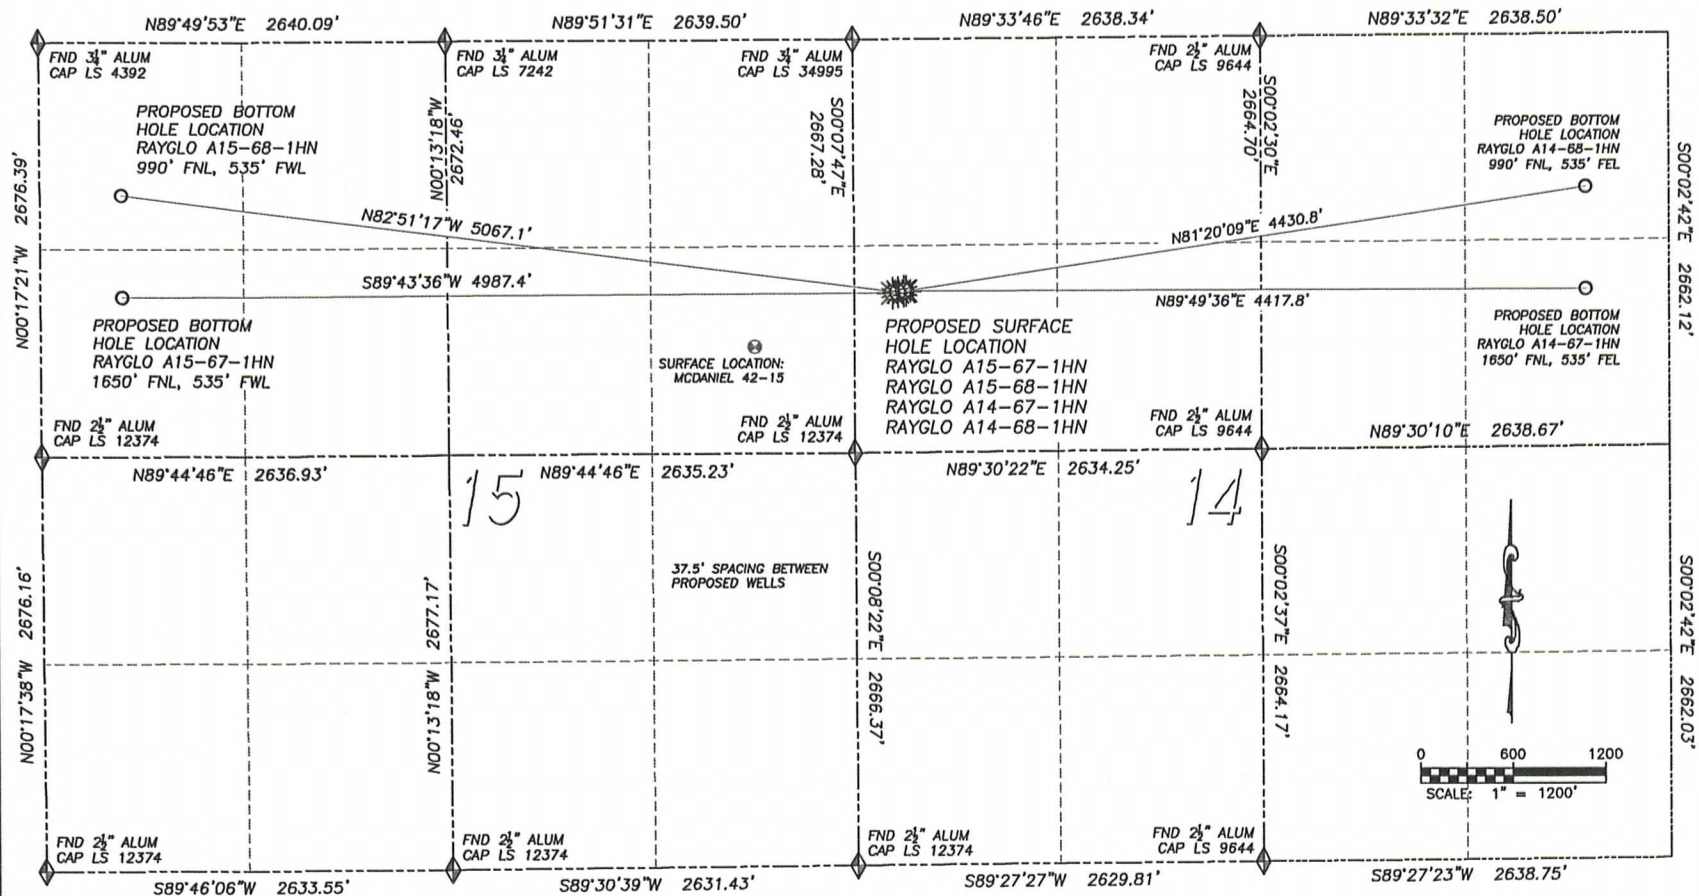 N89°49'53"E 2640.09'
N89°51'31"E 2639.50'
N89°33'46"E 2638.34'
N89°33'32"E 2638.50'
FND 3¼" ALUM
CAP LS 4392
FND 3¼" ALUM
CAP LS 7242
FND 3¼" ALUM
CAP LS 34995
FND 2½" ALUM
CAP LS 9644
PROPOSED BOTTOM
HOLE LOCATION
RAYGLO A15-68-1HN
990' FNL, 535' FWL
N00°13'18"W
2672.46'
S00°07'47"E
2667.28'
S00°02'30"E
2664.70'
PROPOSED BOTTOM
HOLE LOCATION
RAYGLO A14-68-1HN
990' FNL, 535' FEL
N00°17'21"W 2676.39'
S00°02'42"E 2662.12'
N82°51'17"W 5067.1'
N81°20'09"E 4430.8'
S89°43'36"W 4987.4'
N89°49'36"E 4417.8'
PROPOSED BOTTOM
HOLE LOCATION
RAYGLO A15-67-1HN
1650' FNL, 535' FWL
SURFACE LOCATION:
MCDANIEL 42-15
PROPOSED SURFACE
HOLE LOCATION
RAYGLO A15-67-1HN
RAYGLO A15-68-1HN
RAYGLO A14-67-1HN
RAYGLO A14-68-1HN
PROPOSED BOTTOM
HOLE LOCATION
RAYGLO A14-67-1HN
1650' FNL, 535' FEL
FND 2½" ALUM
CAP LS 12374
FND 2½" ALUM
CAP LS 12374
FND 2½" ALUM
CAP LS 9644
N89°44'46"E 2636.93'
N89°44'46"E 2635.23'
N89°30'22"E 2634.25'
N89°30'10"E 2638.67'
15
14
37.5' SPACING BETWEEN
PROPOSED WELLS
N00°17'38"W 2676.16'
N00°13'18"W 2677.17'
S00°08'22"E 2666.37'
S00°02'37"E 2664.17'
S00°02'42"E 2662.03'
0 600 1200
SCALE: 1" = 1200'
FND 2½" ALUM
CAP LS 12374
FND 2½" ALUM
CAP LS 12374
FND 2½" ALUM
CAP LS 12374
FND 2½" ALUM
CAP LS 9644
S89°46'06"W 2633.55'
S89°30'39"W 2631.43'
S89°27'27"W 2629.81'
S89°27'23"W 2638.75'